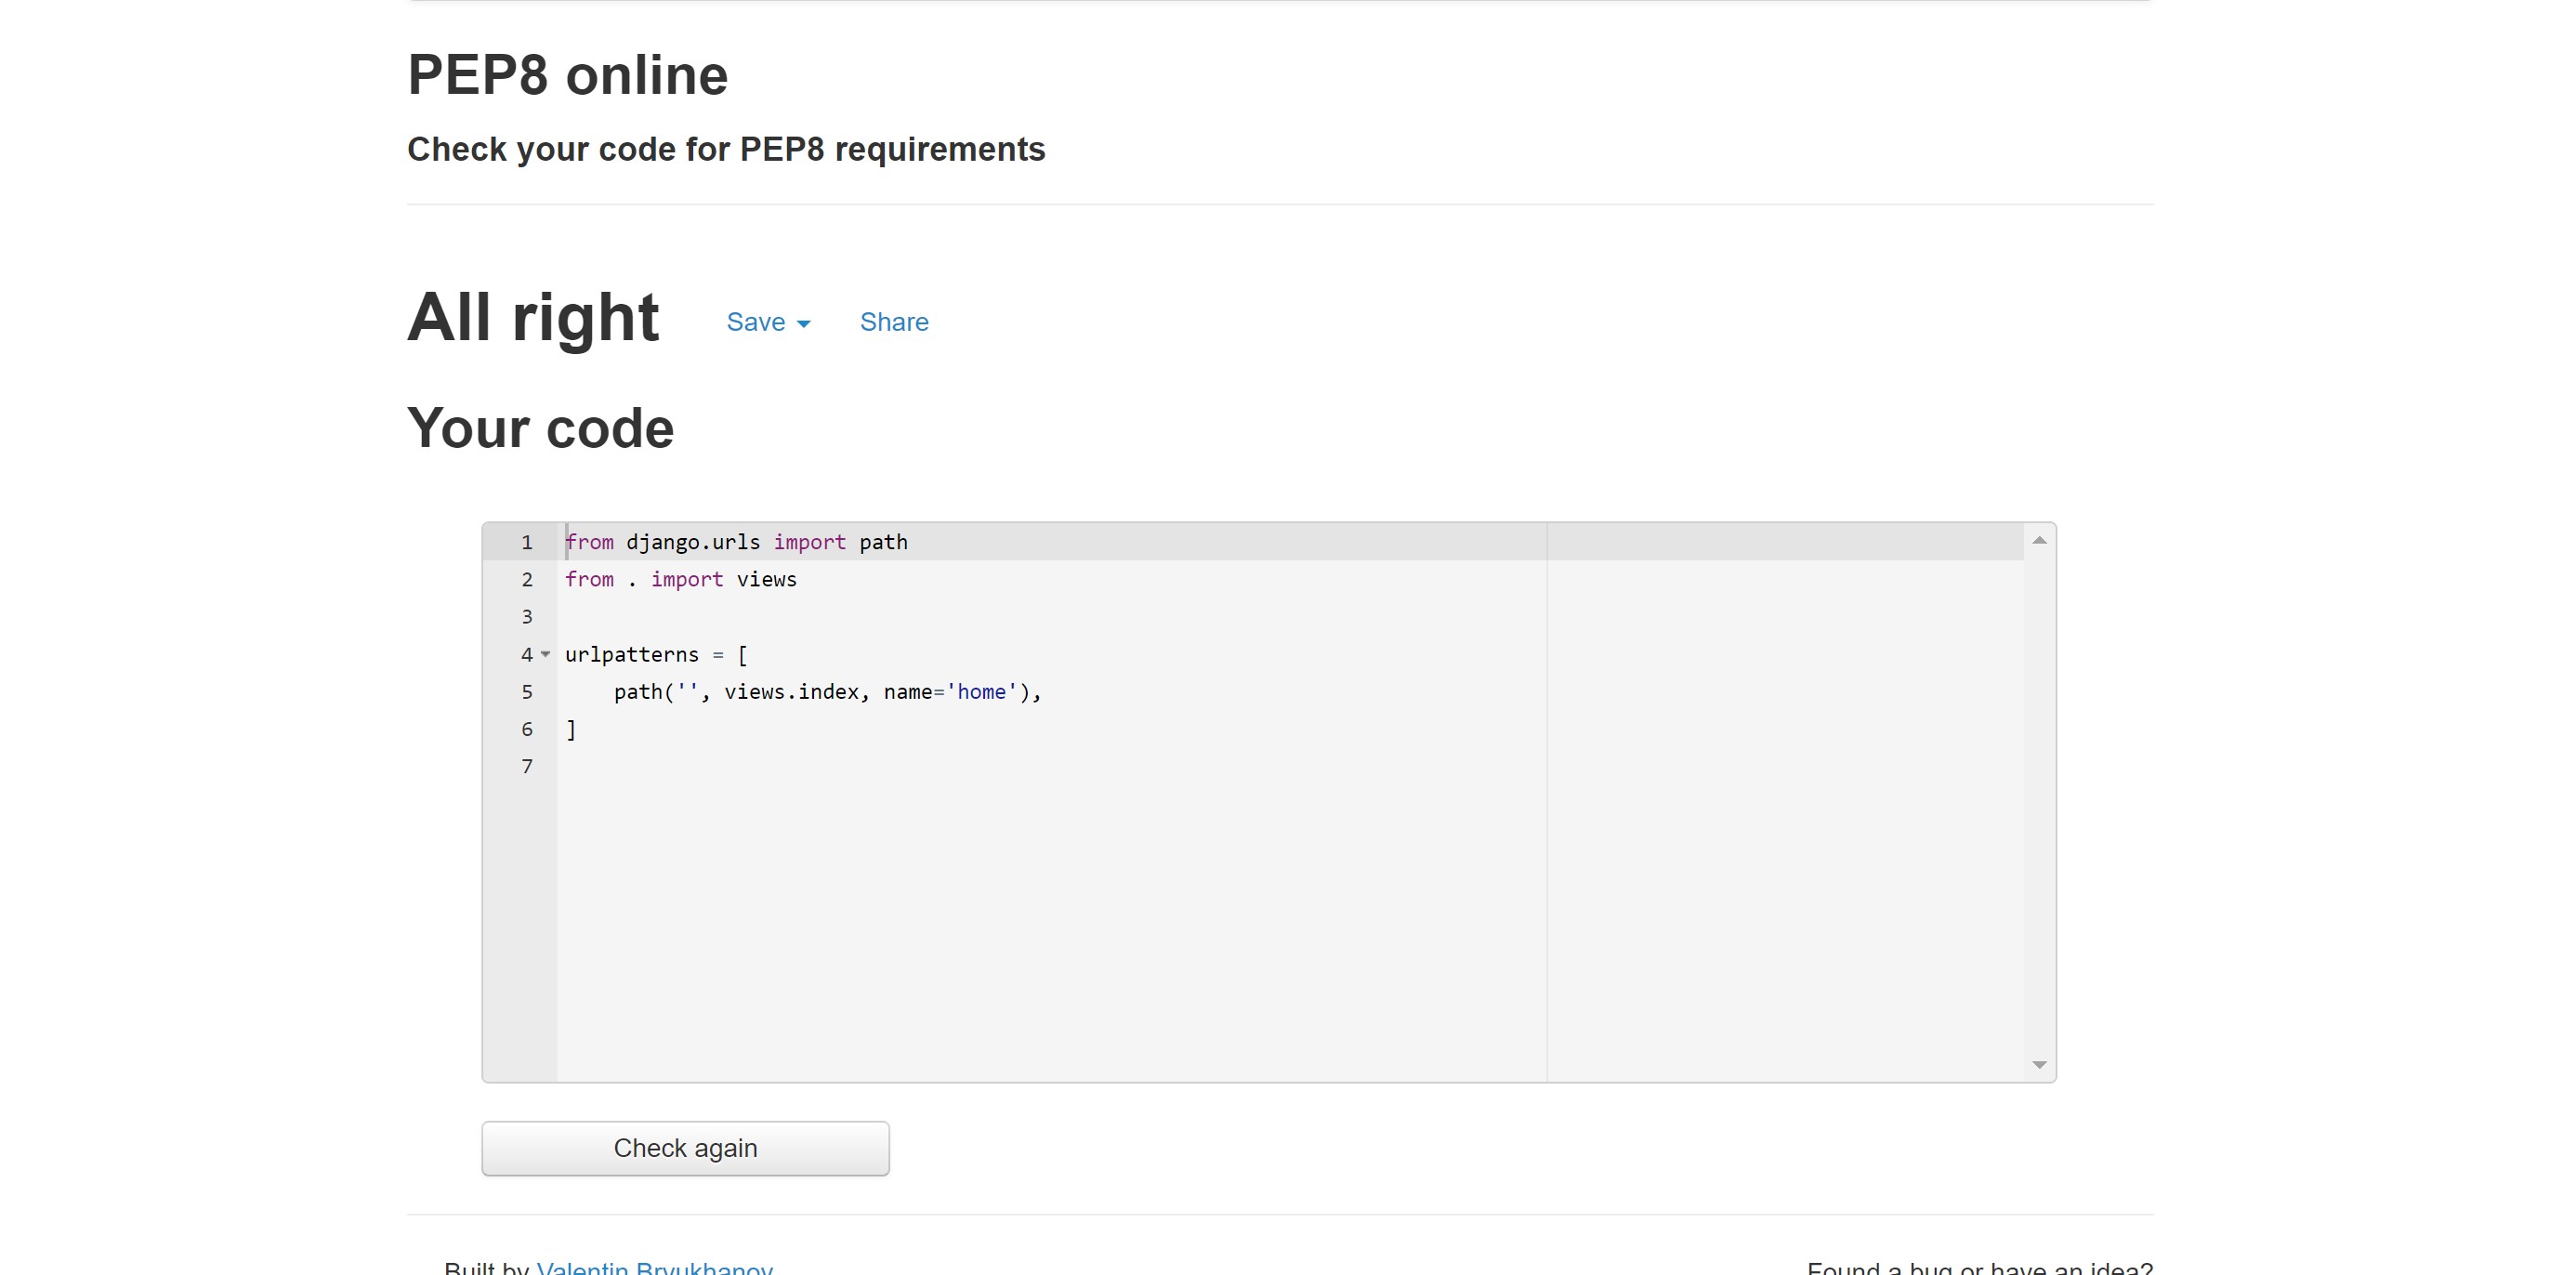 PEP8 online
Check your code for PEP8 requirements
All right Save Share
Your code
1 from django.urls import path
2 from . import views
3
4 urlpatterns = [
5 path('', views.index, name='home'),
6 ]
7
Check again
Built by Valentin Bryukhanov Found a bug or have an idea?